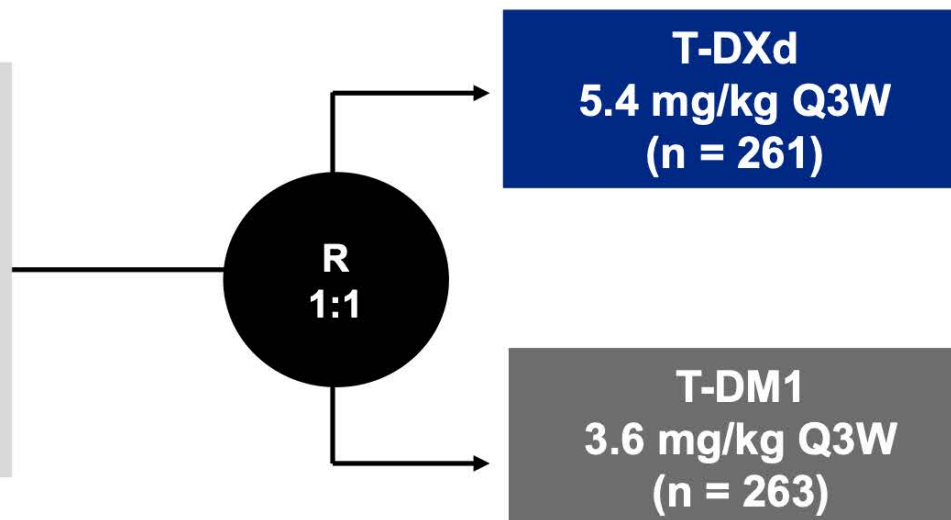 T-DXd
5.4 mg/kg Q3W
(n = 261)
R
1:1
T-DM1
3.6 mg/kg Q3W
(n = 263)